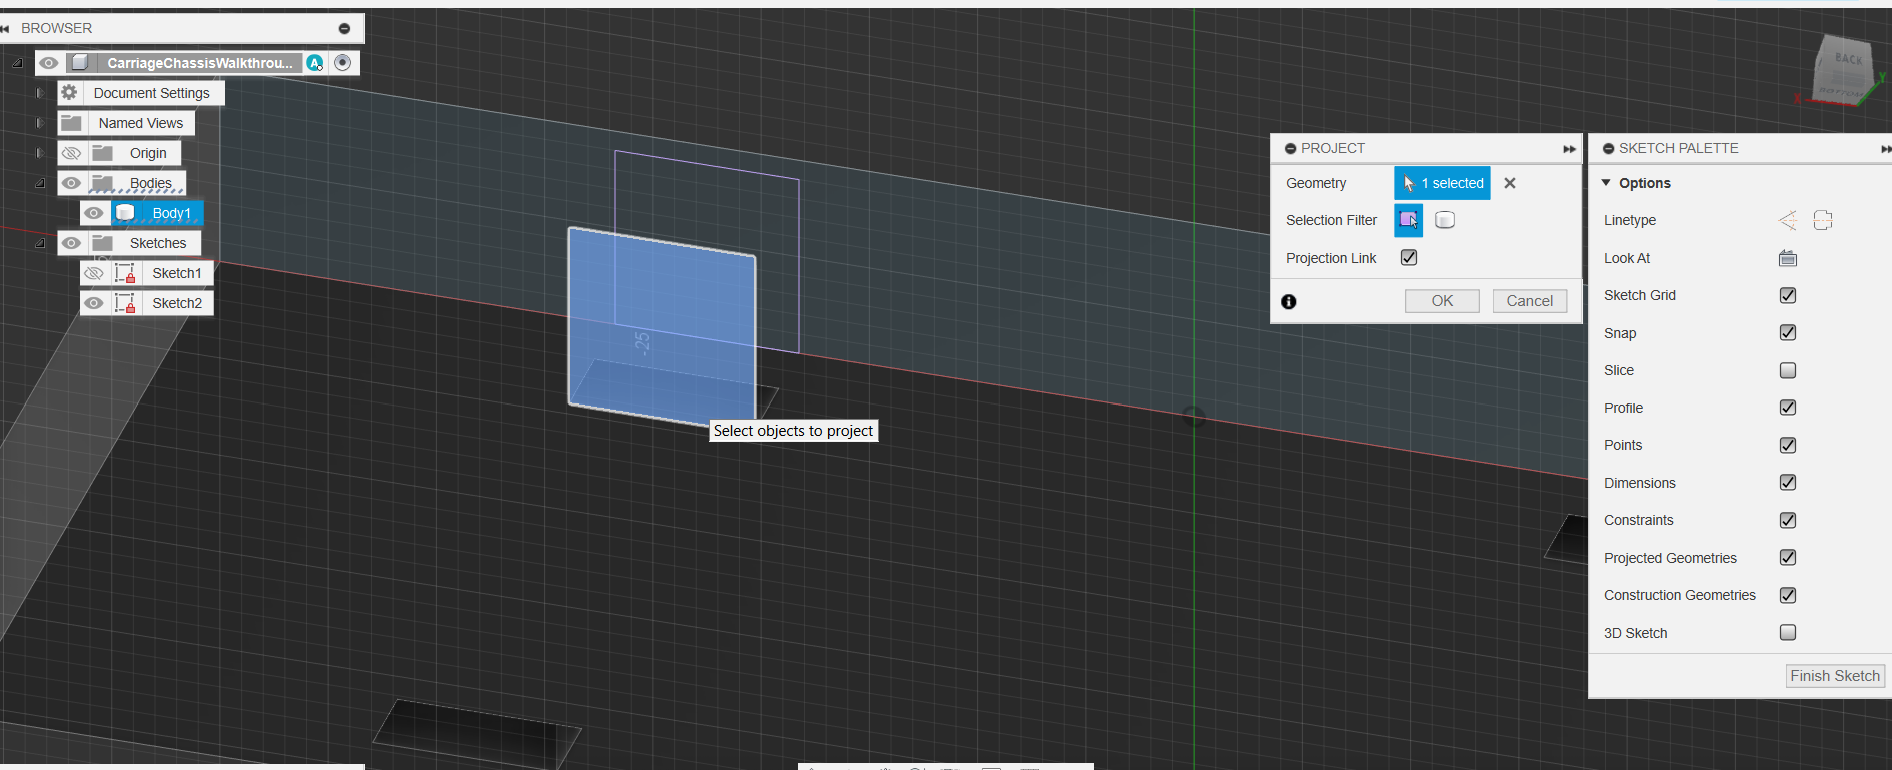 BROWSER
CarriageChassisWalkthrou...
A
Document Settings
Named Views
Origin
Bodies
Body1
Sketches
Sketch1
Sketch2
-25
Select objects to project
PROJECT
Geometry
1 selected
Selection Filter
Projection Link
OK
Cancel
SKETCH PALETTE
Options
Linetype
Look At
Sketch Grid
Snap
Slice
Profile
Points
Dimensions
Constraints
Projected Geometries
Construction Geometries
3D Sketch
Finish Sketch
BACK
BOTTOM
X
Y